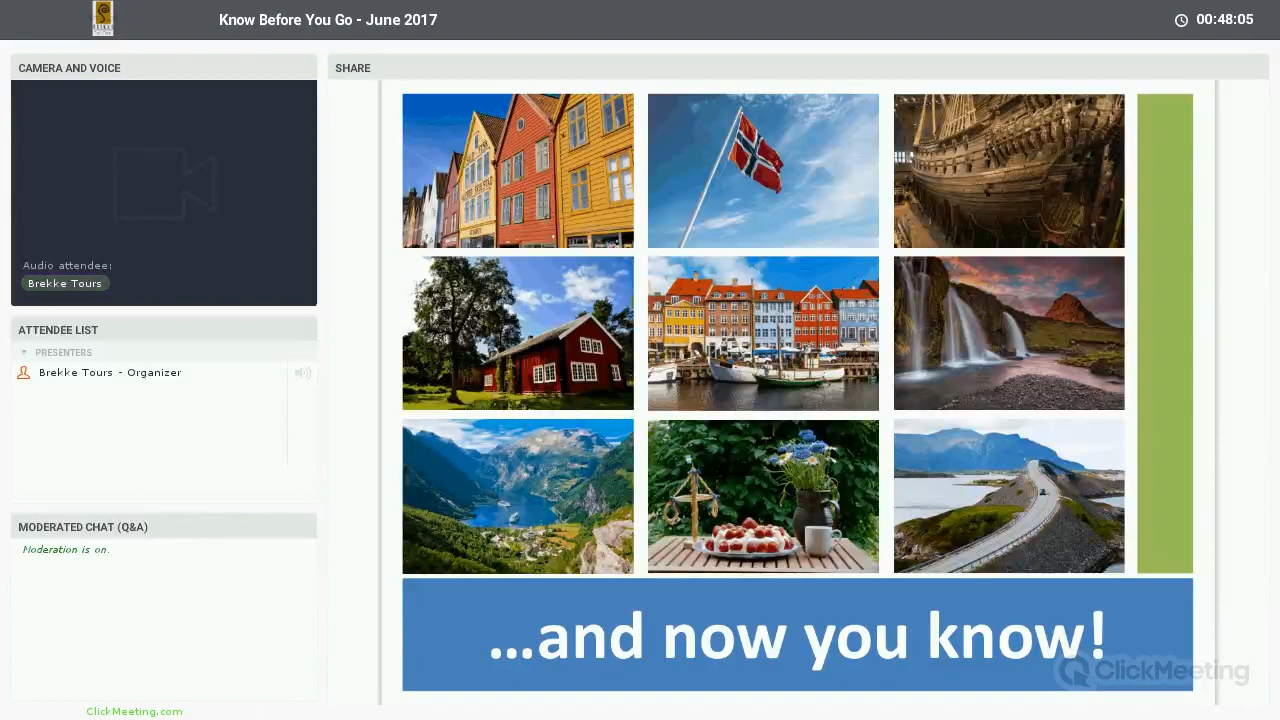 Know Before You Go - June 2017
00:48:05
CAMERA AND VOICE
SHARE
Audio attendee:
Brekke Tours
ATTENDEE LIST
PRESENTERS
Brekke Tours - Organizer
MODERATED CHAT (Q&A)
Moderation is on.
...and now you know!
ClickMeeting
ClickMeeting.com